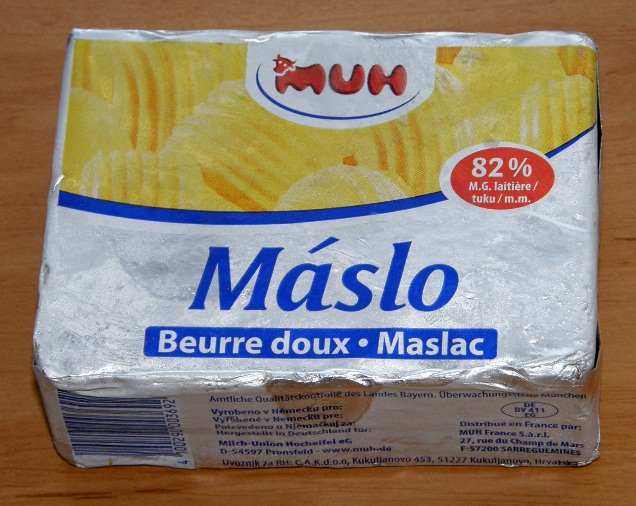 MUH
82%
M.G. laitière /
tuku / m.m.
Máslo
Beurre doux • Maslac
Amtliche Qualitätskontrolle des Landes Bayern. Überwachungsstelle München
Vyrobeno v Německu pro:
Vyrobené v Nemecku pre:
Proizvedeno u Njemačkoj za:
Hergestellt in Deutschland für:
Milch-Union Hocheifel eG
D-54597 Pronsfeld - www.muh.de
DE
BY 411
EG
Distribué en France par:
MUH France S.a.r.l.
27, rue du Champ de Mars
F-57200 SARREGUEMINES
Uvoznik za RH: C.A.K. d.o.o, Kukuljanovo 453, 51227 Kukuljanovo, Hrvatska